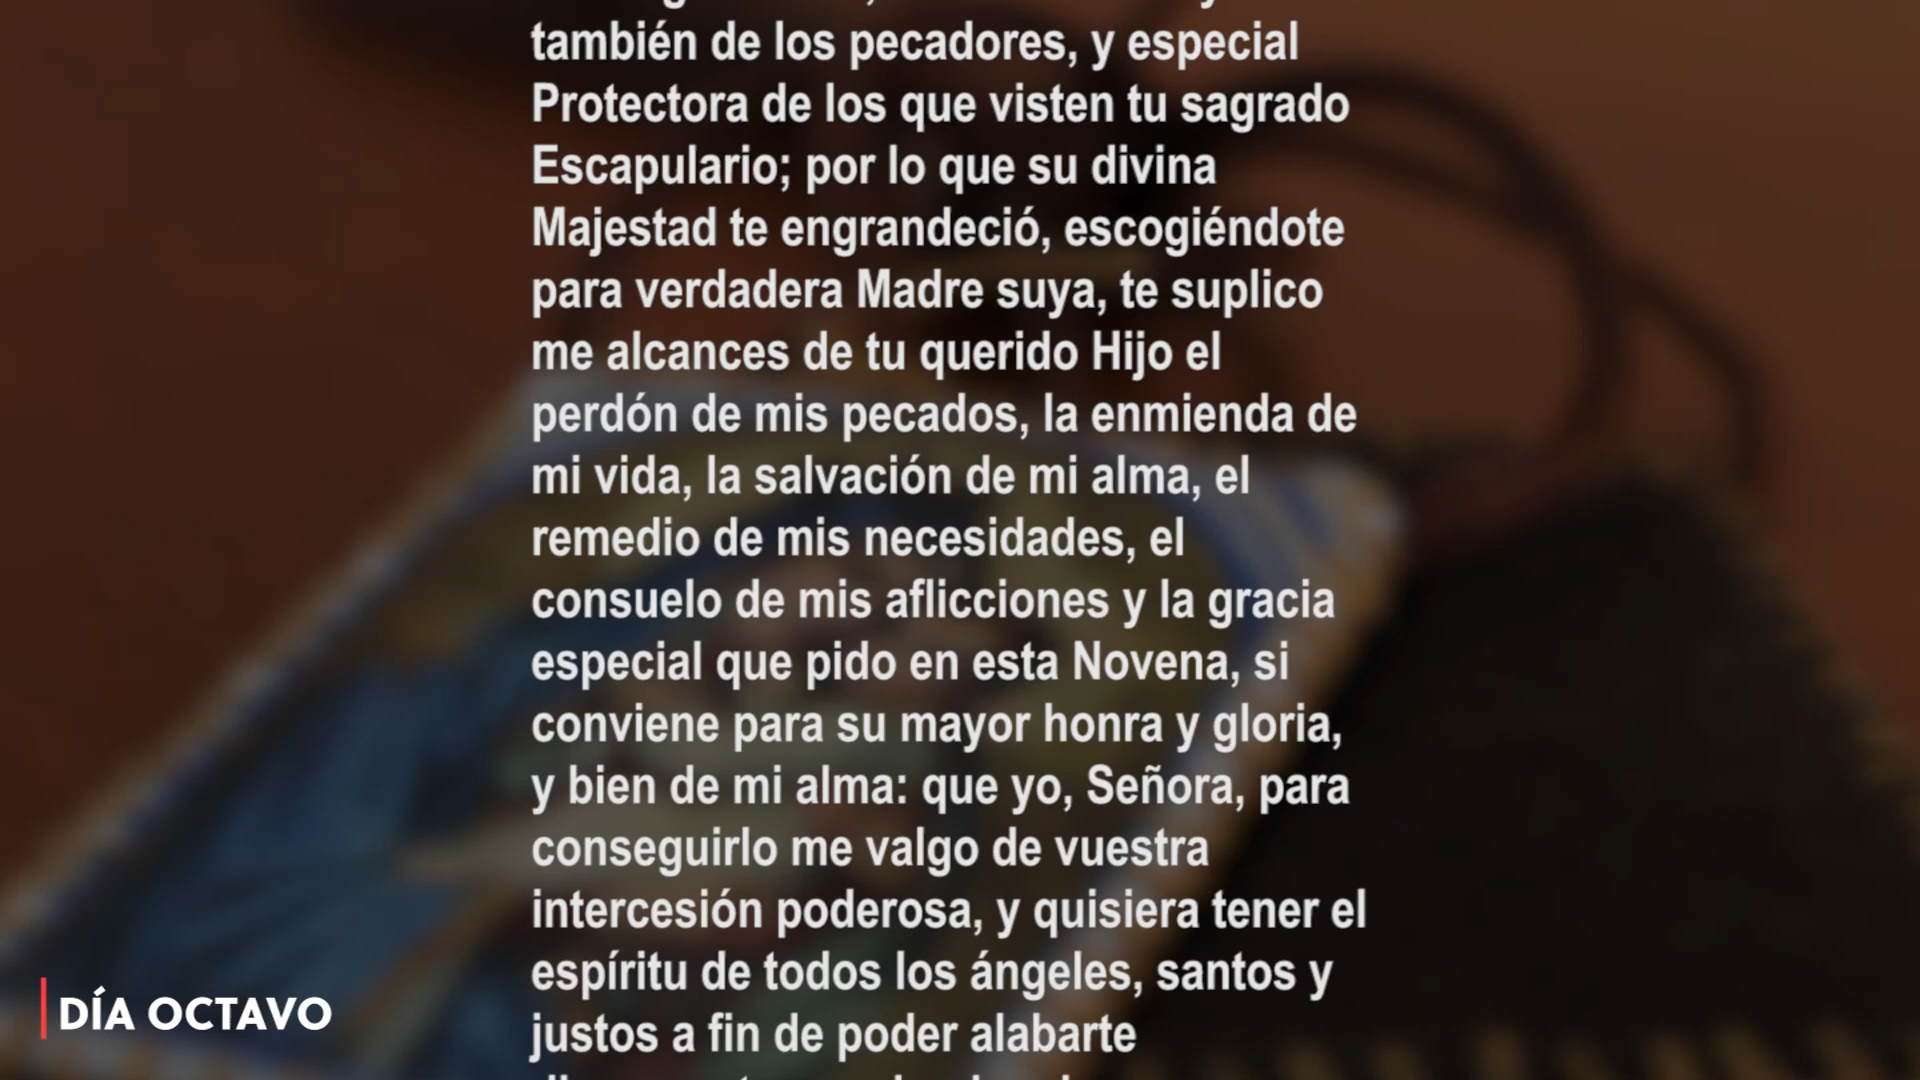 también de los pecadores, y especial
Protectora de los que visten tu sagrado
Escapulario; por lo que su divina
Majestad te engrandeció, escogiéndote
para verdadera Madre suya, te suplico
me alcances de tu querido Hijo el
perdón de mis pecados, la enmienda de
mi vida, la salvación de mi alma, el
remedio de mis necesidades, el
consuelo de mis aflicciones y la gracia
especial que pido en esta Novena, si
conviene para su mayor honra y gloria,
y bien de mi alma: que yo, Señora, para
conseguirlo me valgo de vuestra
intercesión poderosa, y quisiera tener el
espíritu de todos los ángeles, santos y
justos a fin de poder alabarte
DÍA OCTAVO